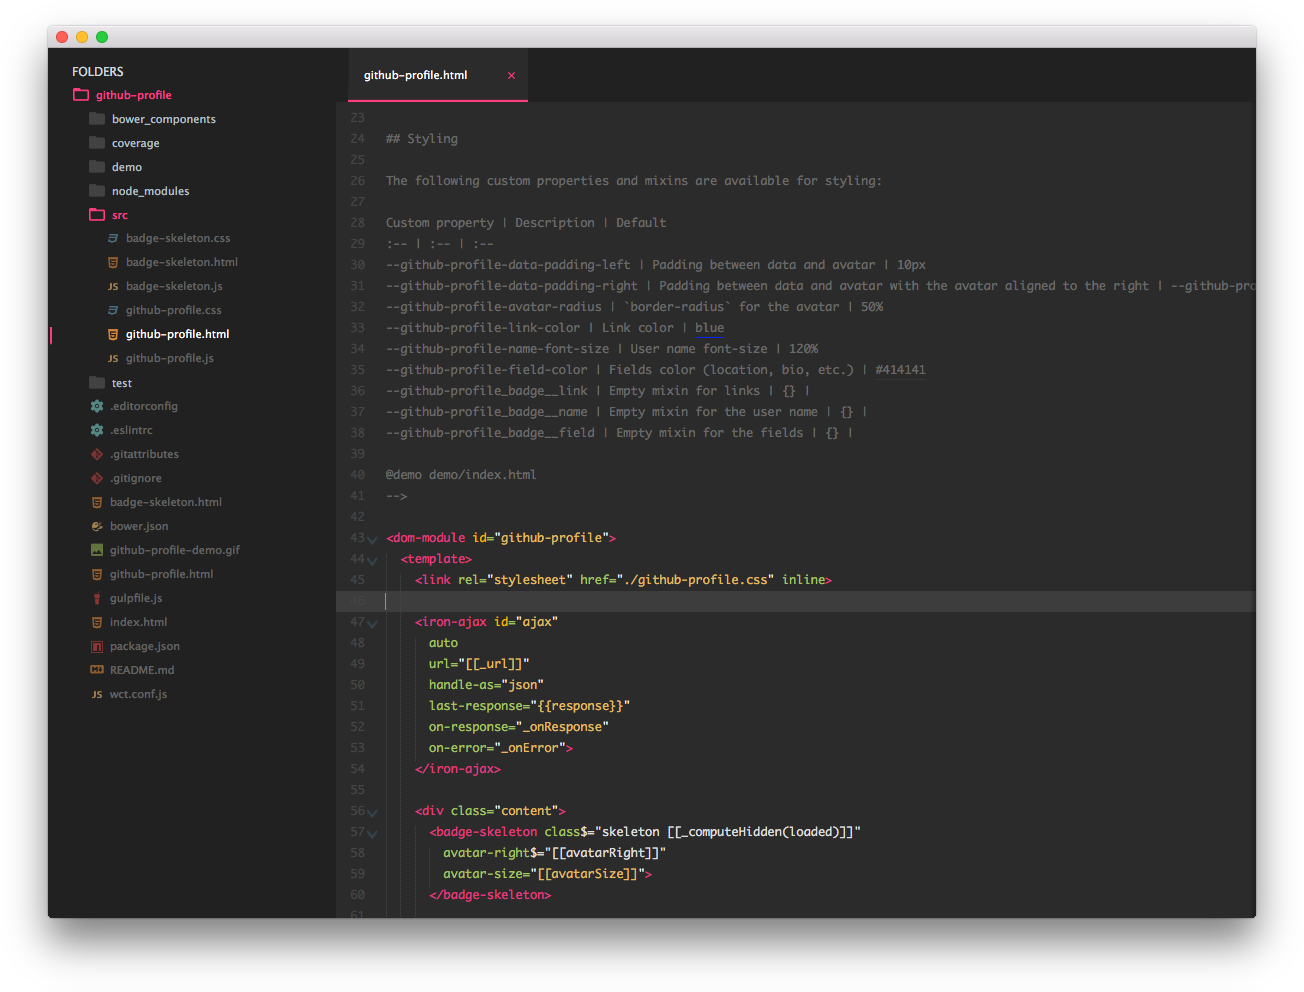 FOLDERS
github-profile
bower_components
coverage
demo
node_modules
src
badge-skeleton.css
badge-skeleton.html
JS badge-skeleton.js
github-profile.css
github-profile.html
JS github-profile.js
test
.editorconfig
.eslintrc
.gitattributes
.gitignore
badge-skeleton.html
bower.json
github-profile-demo.gif
github-profile.html
gulpfile.js
index.html
package.json
README.md
JS wct.conf.js
github-profile.html ×
23
24 ## Styling
25
26 The following custom properties and mixins are available for styling:
27
28 Custom property | Description | Default
29 :-- | :-- | :--
30 --github-profile-data-padding-left | Padding between data and avatar | 10px
31 --github-profile-data-padding-right | Padding between data and avatar with the avatar aligned to the right | --github-pro
32 --github-profile-avatar-radius | `border-radius` for the avatar | 50%
33 --github-profile-link-color | Link color | blue
34 --github-profile-name-font-size | User name font-size | 120%
35 --github-profile-field-color | Fields color (location, bio, etc.) | #414141
36 --github-profile_badge__link | Empty mixin for links | {} |
37 --github-profile_badge__name | Empty mixin for the user name | {} |
38 --github-profile_badge__field | Empty mixin for the fields | {} |
39
40 @demo demo/index.html
41 -->
42
43 <dom-module id="github-profile">
44 <template>
45 <link rel="stylesheet" href="./github-profile.css" inline>
46
47 <iron-ajax id="ajax"
48 auto
49 url="[[_url]]"
50 handle-as="json"
51 last-response="{{response}}"
52 on-response="_onResponse"
53 on-error="_onError">
54 </iron-ajax>
55
56 <div class="content">
57 <badge-skeleton class$="skeleton [[_computeHidden(loaded)]]"
58 avatar-right$="[[avatarRight]]"
59 avatar-size="[[avatarSize]]">
60 </badge-skeleton>
61